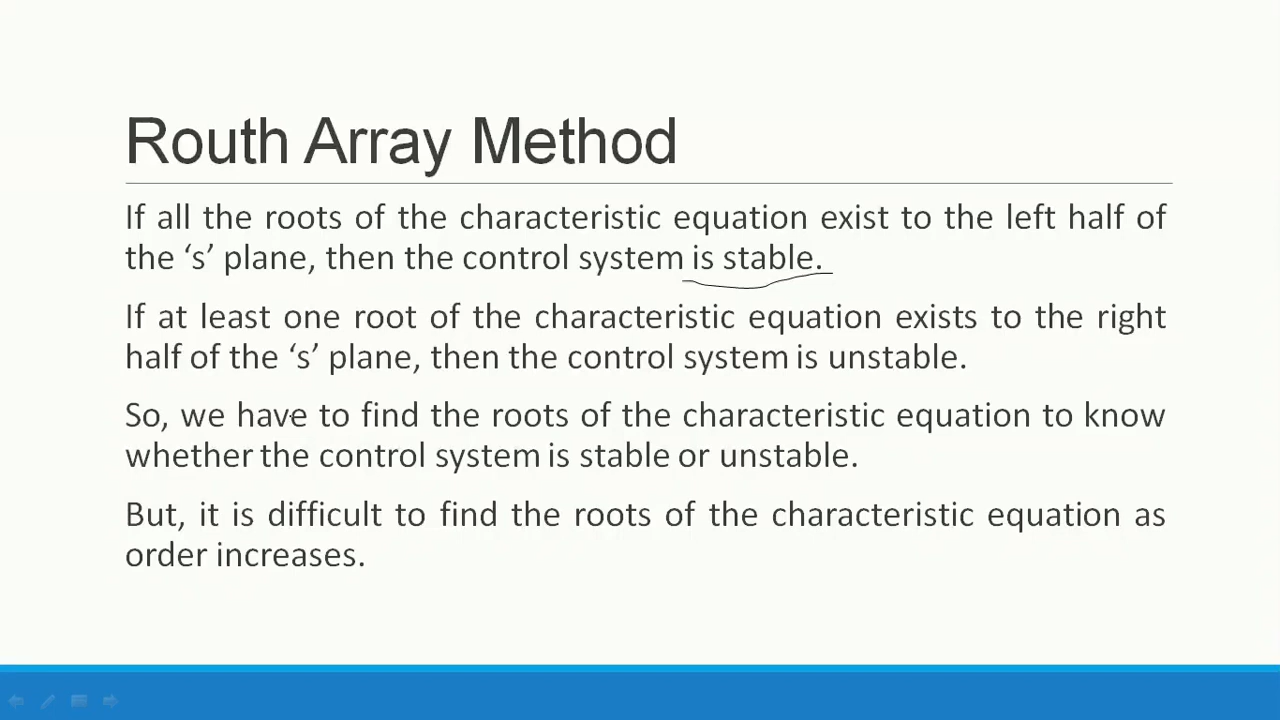 Routh Array Method
If all the roots of the characteristic equation exist to the left half of
the ‘s’ plane, then the control system is stable.
If at least one root of the characteristic equation exists to the right
half of the ‘s’ plane, then the control system is unstable.
So, we have to find the roots of the characteristic equation to know
whether the control system is stable or unstable.
But, it is difficult to find the roots of the characteristic equation as
order increases.